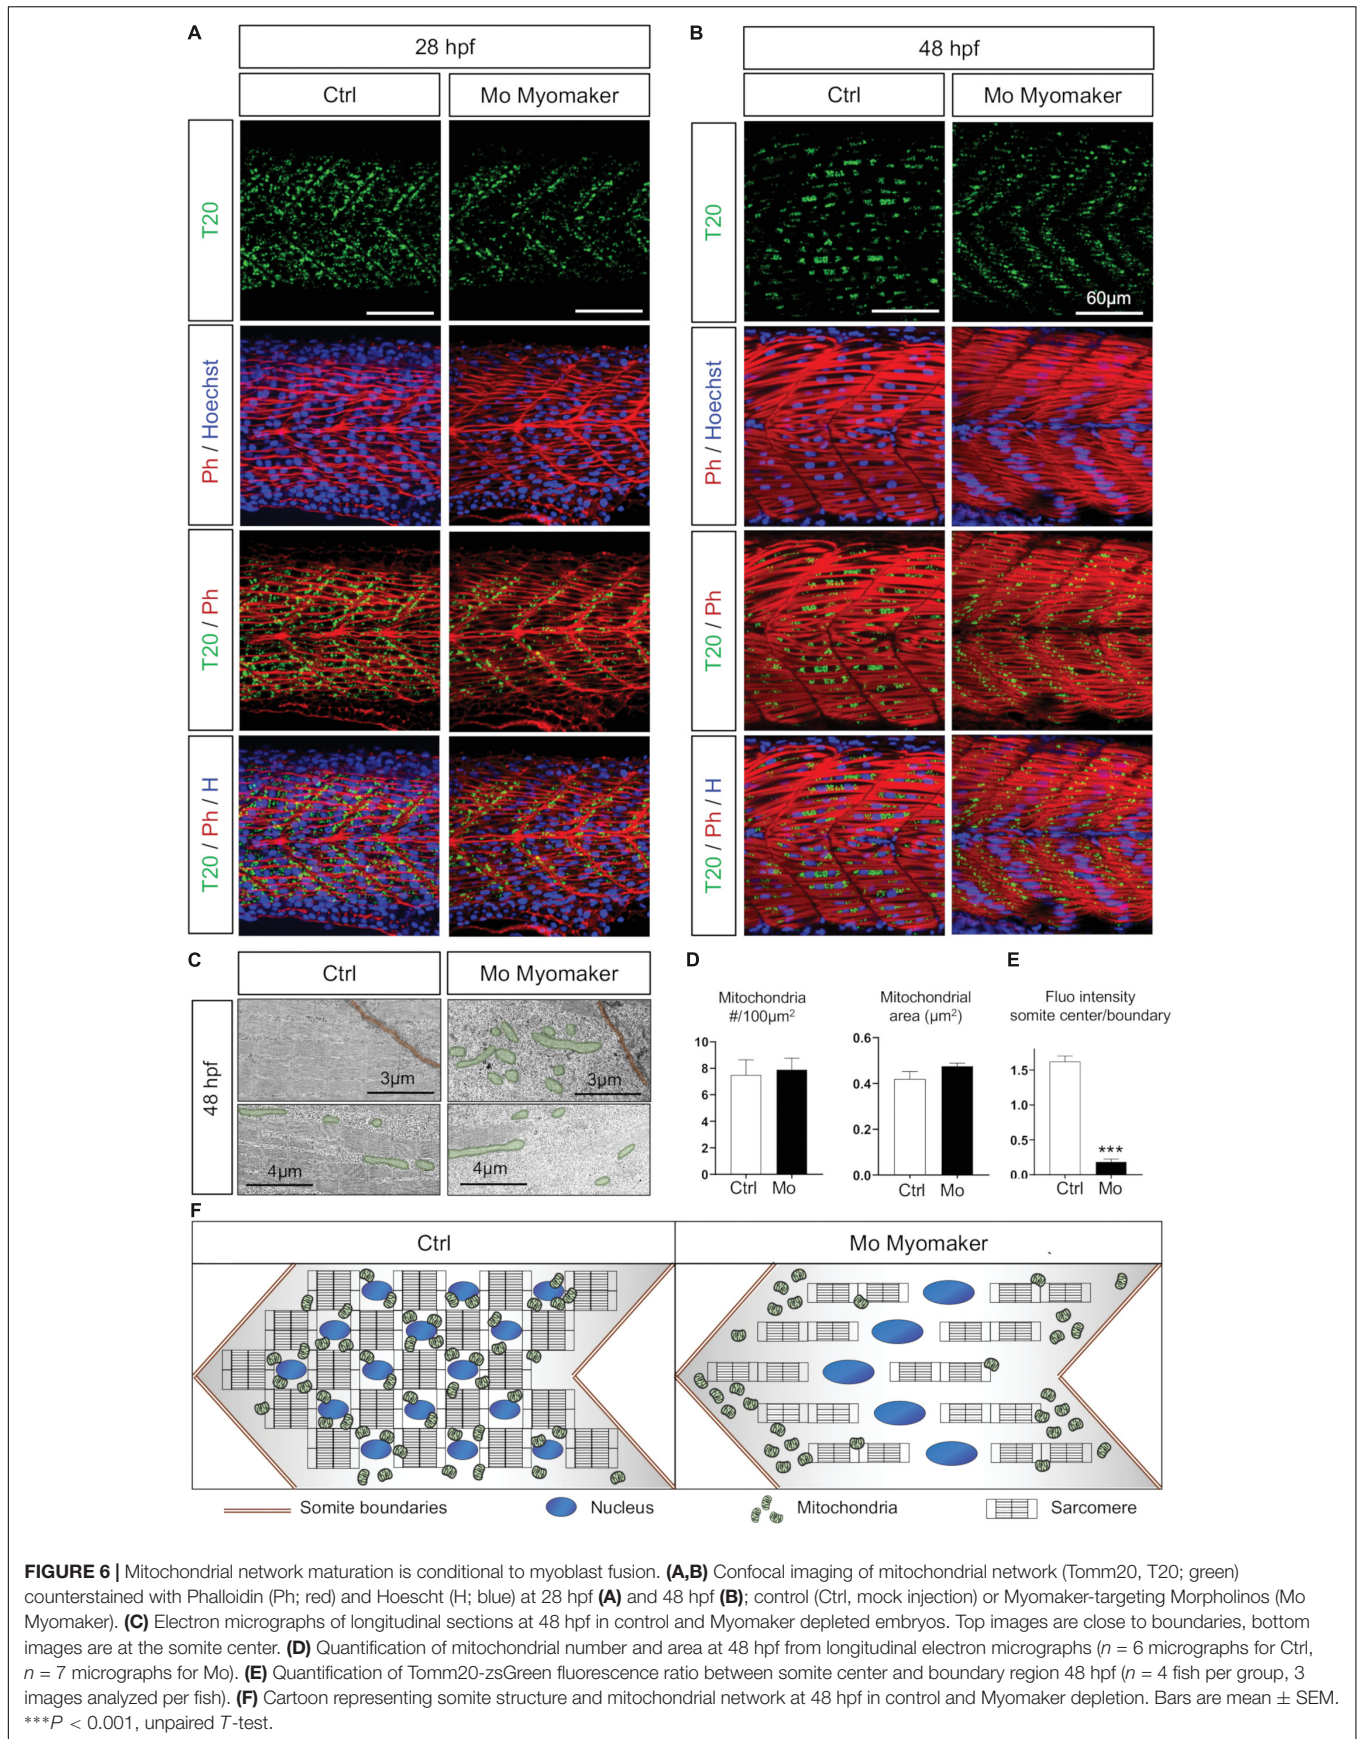 A
28 hpf
Ctrl
Mo Myomaker
T20
Ph / Hoechst
T20 / Ph
T20 / Ph / H
B
48 hpf
Ctrl
Mo Myomaker
T20
60µm
Ph / Hoechst
T20 / Ph
T20 / Ph / H
C
Ctrl
Mo Myomaker
48 hpf
3µm
3µm
4µm
4µm
D
Mitochondria
#/100µm²
10
8
6
4
2
0
Ctrl Mo
Mitochondrial
area (µm²)
0.6
0.4
0.2
0.0
Ctrl Mo
E
Fluo intensity
somite center/boundary
1.5
1.0
0.5
0.0
***
Ctrl Mo
F
Ctrl
Mo Myomaker
Somite boundaries
Nucleus
Mitochondria
Sarcomere
FIGURE 6 | Mitochondrial network maturation is conditional to myoblast fusion. (A,B) Confocal imaging of mitochondrial network (Tomm20, T20; green)
counterstained with Phalloidin (Ph; red) and Hoescht (H; blue) at 28 hpf (A) and 48 hpf (B); control (Ctrl, mock injection) or Myomaker-targeting Morpholinos (Mo
Myomaker). (C) Electron micrographs of longitudinal sections at 48 hpf in control and Myomaker depleted embryos. Top images are close to boundaries, bottom
images are at the somite center. (D) Quantification of mitochondrial number and area at 48 hpf from longitudinal electron micrographs (n = 6 micrographs for Ctrl,
n = 7 micrographs for Mo). (E) Quantification of Tomm20-zsGreen fluorescence ratio between somite center and boundary region 48 hpf (n = 4 fish per group, 3
images analyzed per fish). (F) Cartoon representing somite structure and mitochondrial network at 48 hpf in control and Myomaker depletion. Bars are mean ± SEM.
***P < 0.001, unpaired T-test.